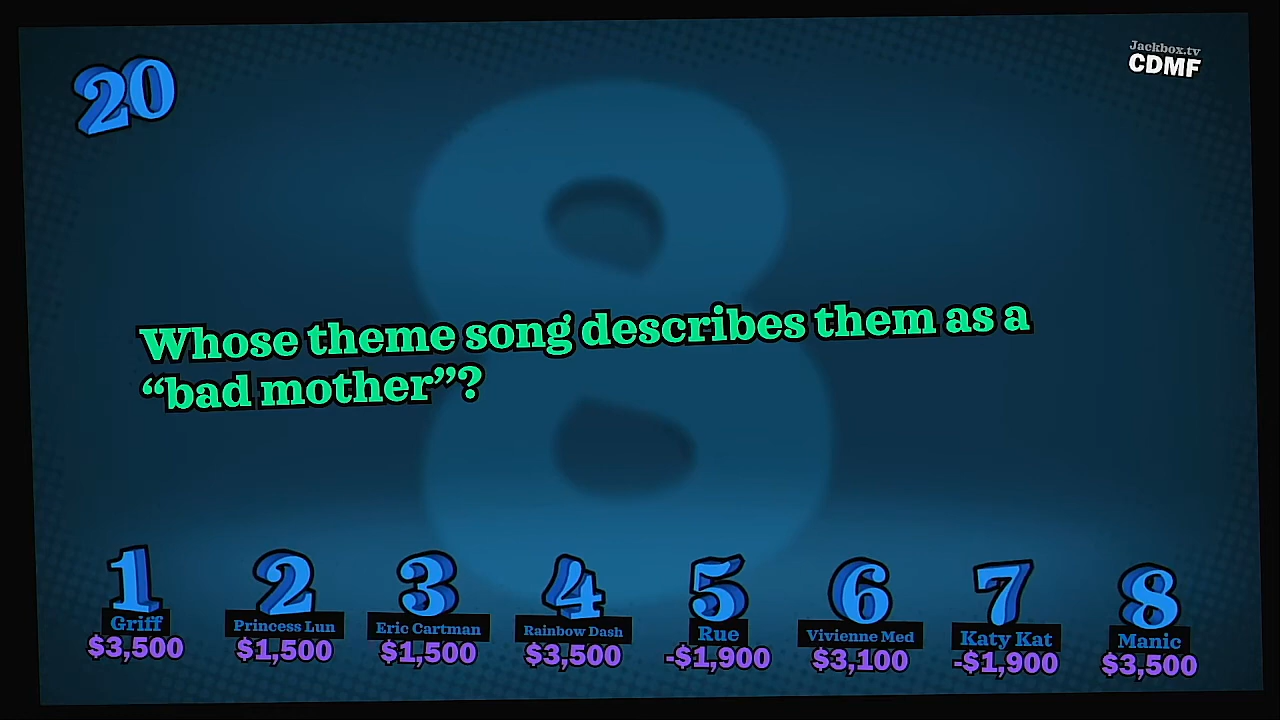 20
Jackbox.tv
CDMF
Whose theme song describes them as a
“bad mother”?
1 2 3 4 5 6 7 8
Griff Princess Lun Eric Cartman Rainbow Dash Rue Vivienne Med Katy Kat Manic
$3,500 $1,500 $1,500 $3,500 -$1,900 $3,100 -$1,900 $3,500